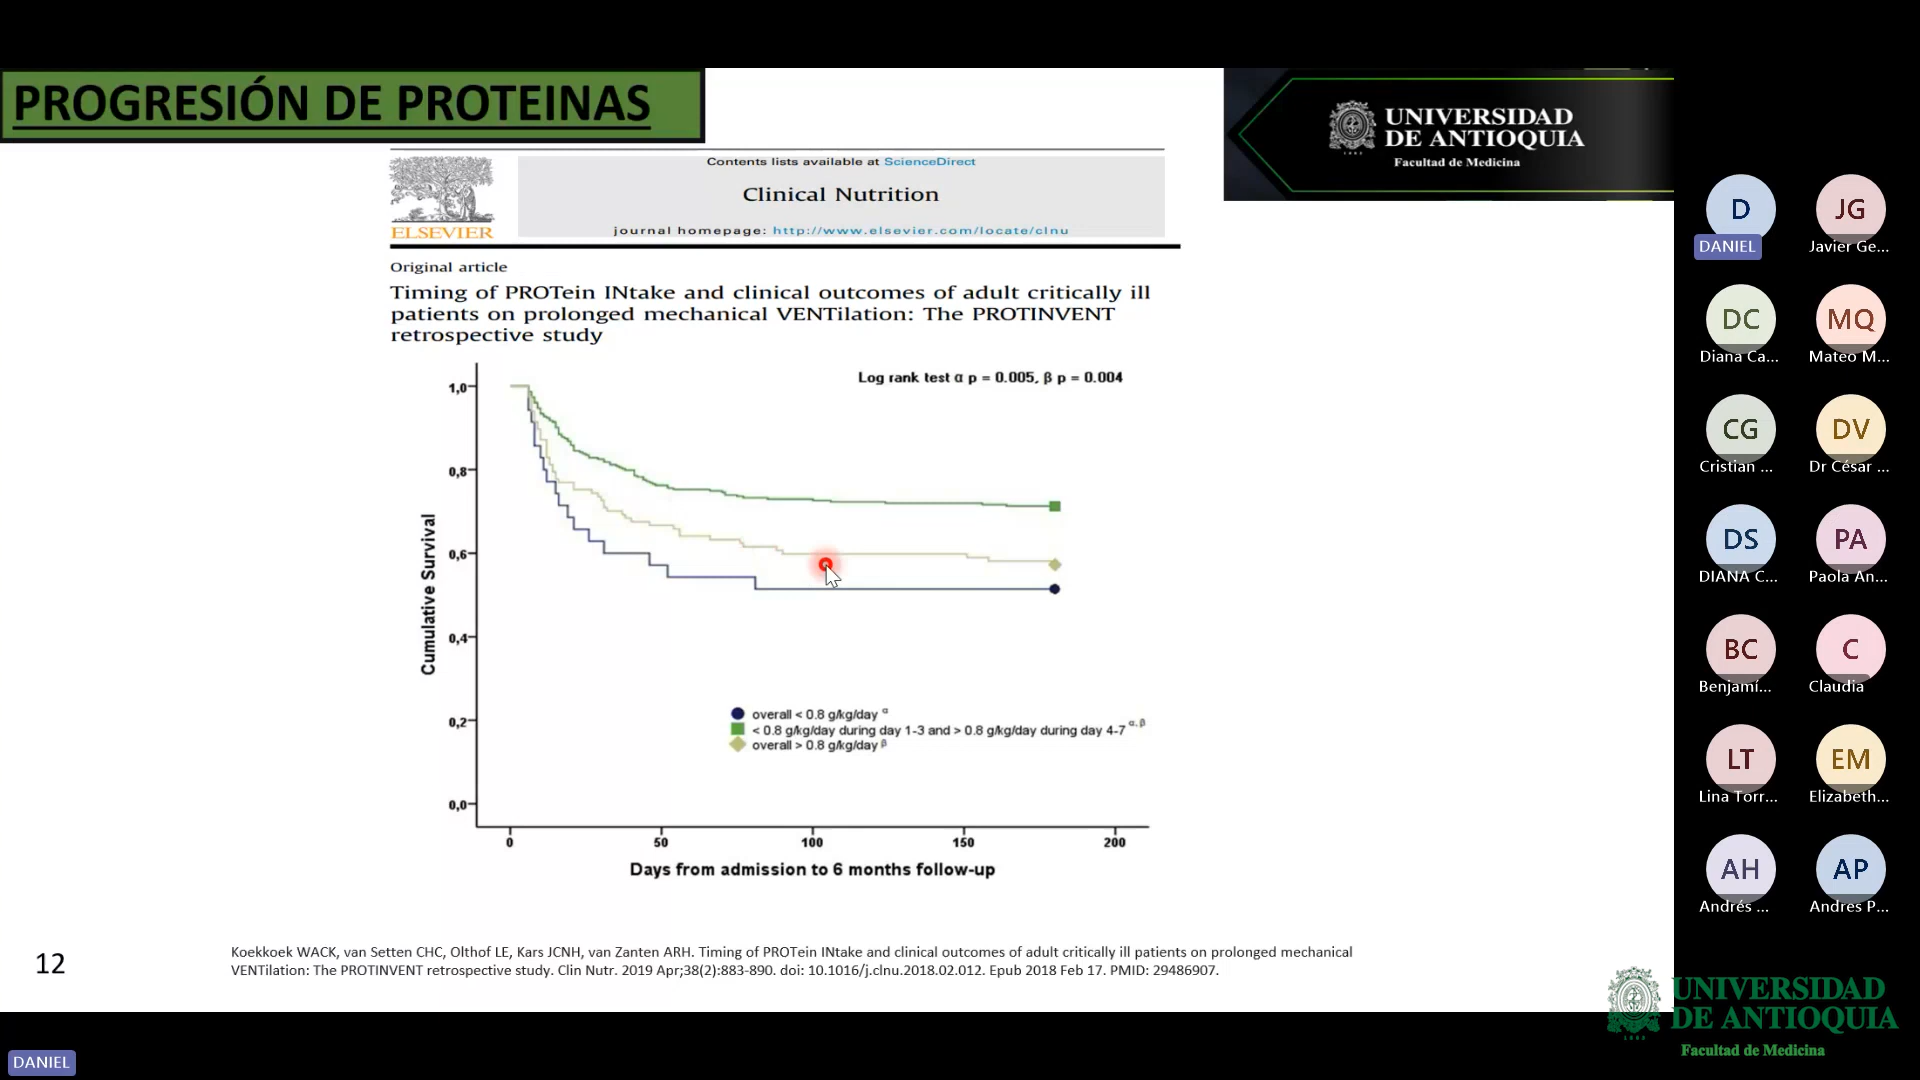 PROGRESIÓN DE PROTEINAS
UNIVERSIDAD
DE ANTIOQUIA
1803
Facultad de Medicina
Contents lists available at ScienceDirect
Clinical Nutrition
journal homepage: http://www.elsevier.com/locate/clnu
ELSEVIER
Original article
Timing of PROTein INtake and clinical outcomes of adult critically ill
patients on prolonged mechanical VENTilation: The PROTINVENT
retrospective study
Log rank test α p = 0.005, β p = 0.004
1,0
0,8
0,6
0,4
0,2
0,0
Cumulative Survival
overall < 0.8 g/kg/day α
< 0.8 g/kg/day during day 1-3 and > 0.8 g/kg/day during day 4-7 α,β
overall > 0.8 g/kg/day β
0 50 100 150 200
Days from admission to 6 months follow-up
12
Koekkoek WACK, van Setten CHC, Olthof LE, Kars JCNH, van Zanten ARH. Timing of PROTein INtake and clinical outcomes of adult critically ill patients on prolonged mechanical
VENTilation: The PROTINVENT retrospective study. Clin Nutr. 2019 Apr;38(2):883-890. doi: 10.1016/j.clnu.2018.02.012. Epub 2018 Feb 17. PMID: 29486907.
D JG
DANIEL Javier Ge...
DC MQ
Diana Ca... Mateo M...
CG DV
Cristian ... Dr César ...
DS PA
DIANA C... Paola An...
BC C
Benjamí... Claudia
LT EM
Lina Torr... Elizabeth...
AH AP
Andrés ... Andres P...
UNIVERSIDAD
DE ANTIOQUIA
1803
Facultad de Medicina
DANIEL